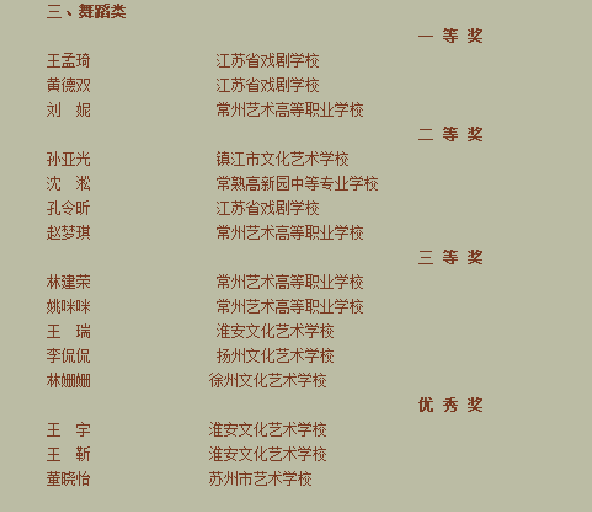 三、舞蹈类
一 等 奖
王孟琦 江苏省戏剧学校
黄德双 江苏省戏剧学校
刘 妮 常州艺术高等职业学校
二 等 奖
孙亚光 镇江市文化艺术学校
沈 淞 常熟高新园中等专业学校
孔令昕 江苏省戏剧学校
赵梦琪 常州艺术高等职业学校
三 等 奖
林建荣 常州艺术高等职业学校
姚咪咪 常州艺术高等职业学校
王 瑞 淮安文化艺术学校
李侃侃 扬州文化艺术学校
林姗姗 徐州文化艺术学校
优 秀 奖
王 宇 淮安文化艺术学校
王 靳 淮安文化艺术学校
董晓怡 苏州市艺术学校